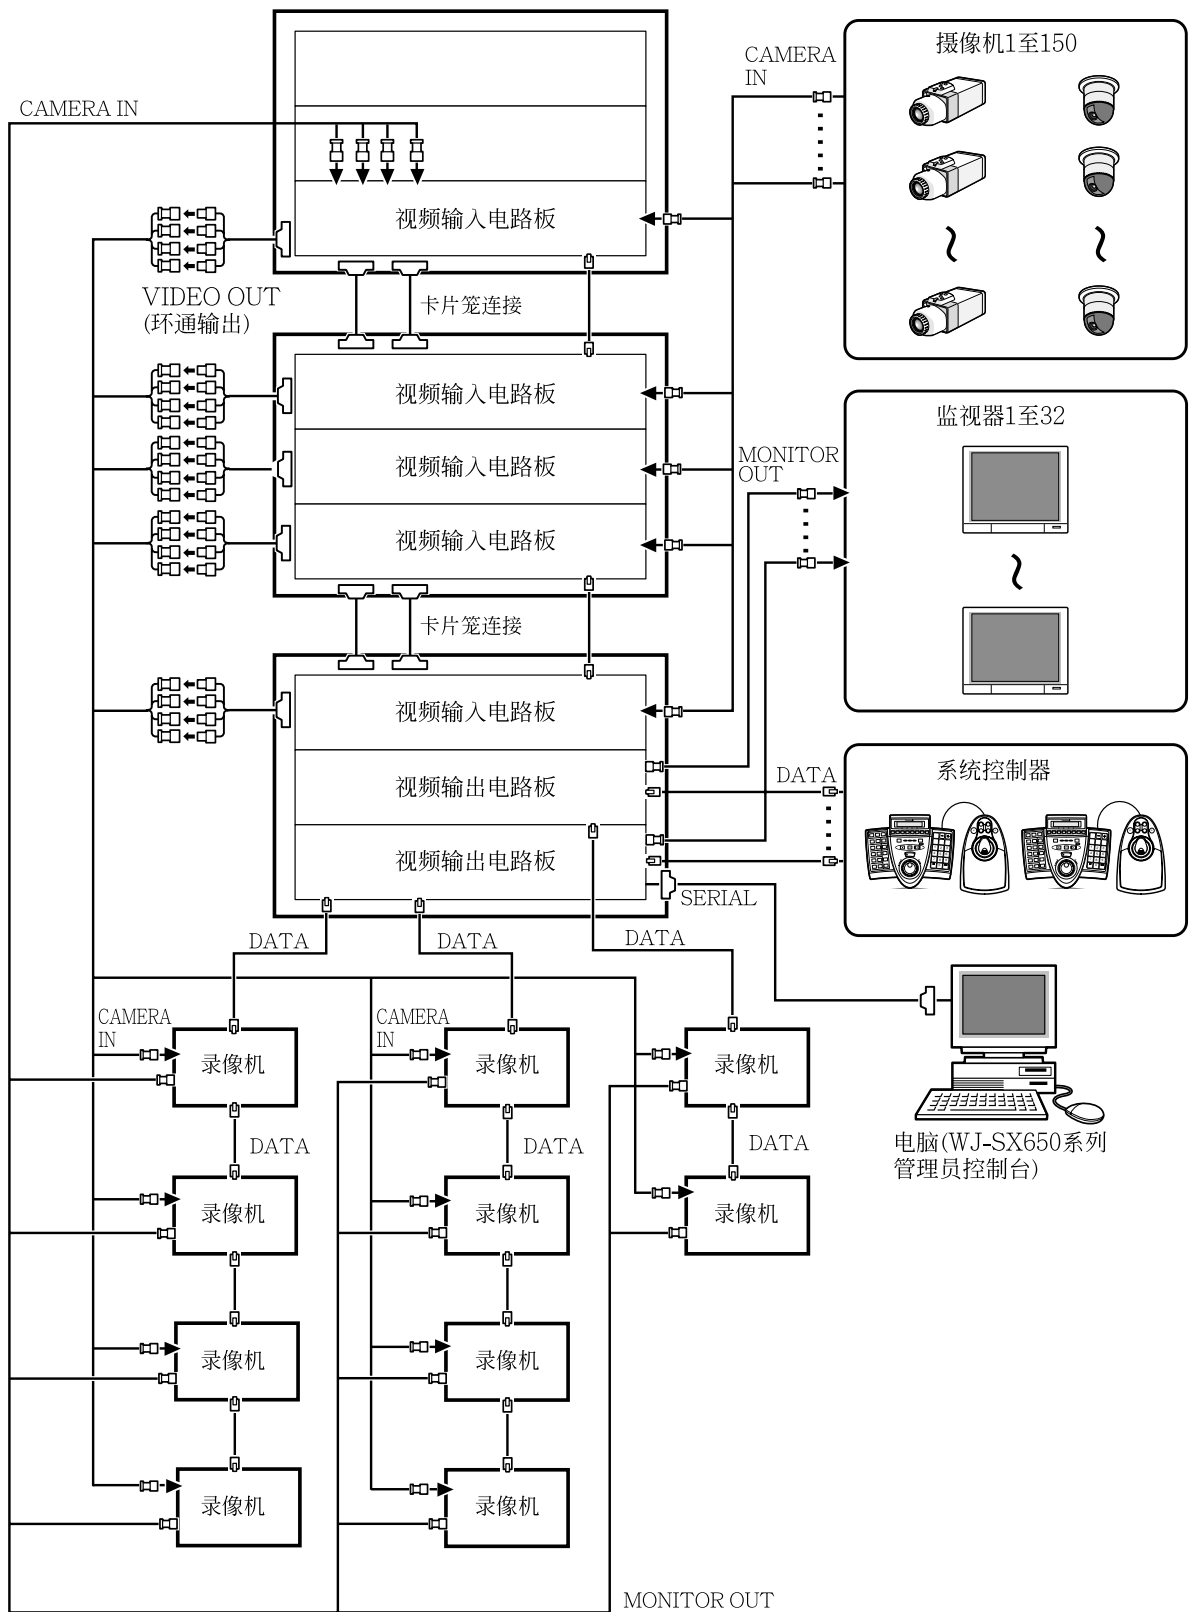 摄像机1至150
CAMERA
IN
CAMERA IN
视频输入电路板
VIDEO OUT
(环通输出)
卡片笼连接
视频输入电路板
视频输入电路板
视频输入电路板
监视器1至32
MONITOR
OUT
卡片笼连接
视频输入电路板
视频输出电路板
视频输出电路板
DATA
系统控制器
SERIAL
DATA
DATA
DATA
CAMERA
IN
CAMERA
IN
录像机
录像机
录像机
电脑(WJ-SX650系列
管理员控制台)
DATA
DATA
DATA
录像机
录像机
录像机
录像机
录像机
录像机
录像机
MONITOR OUT